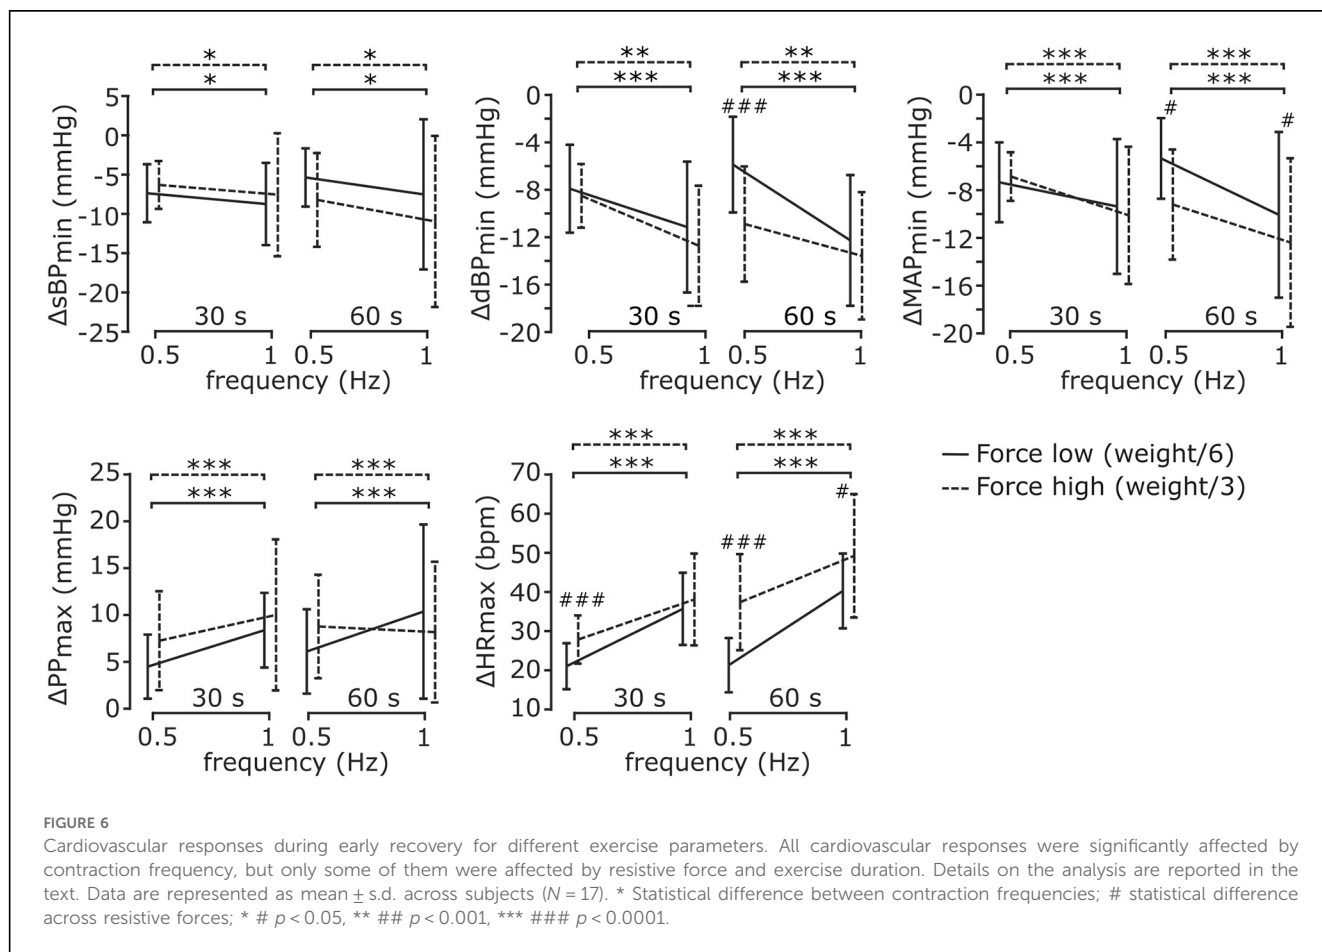 * * ** ** *** ***
* * *** *** *** ***
5 0 -5 -10 -15 -20 -25
ΔsBPmin (mmHg)
30 s 60 s
0.5 1 0.5 1
frequency (Hz)
0 -4 -8 -12 -16 -20
ΔdBPmin (mmHg)
###
30 s 60 s
0.5 1 0.5 1
frequency (Hz)
0 -4 -8 -12 -16 -20
ΔMAPmin (mmHg)
# #
30 s 60 s
0.5 1 0.5 1
frequency (Hz)
*** *** *** ***
*** *** *** ***
25 20 15 10 5 0
ΔPPmax (mmHg)
30 s 60 s
0.5 1 0.5 1
frequency (Hz)
70 60 50 40 30 20 10
ΔHRmax (bpm)
### ### #
30 s 60 s
0.5 1 0.5 1
frequency (Hz)
Force low (weight/6)
Force high (weight/3)
FIGURE 6
Cardiovascular responses during early recovery for different exercise parameters. All cardiovascular responses were significantly affected by
contraction frequency, but only some of them were affected by resistive force and exercise duration. Details on the analysis are reported in the
text. Data are represented as mean ± s.d. across subjects (N = 17). * Statistical difference between contraction frequencies; # statistical difference
across resistive forces; * # p < 0.05, ** ## p < 0.001, *** ### p < 0.0001.